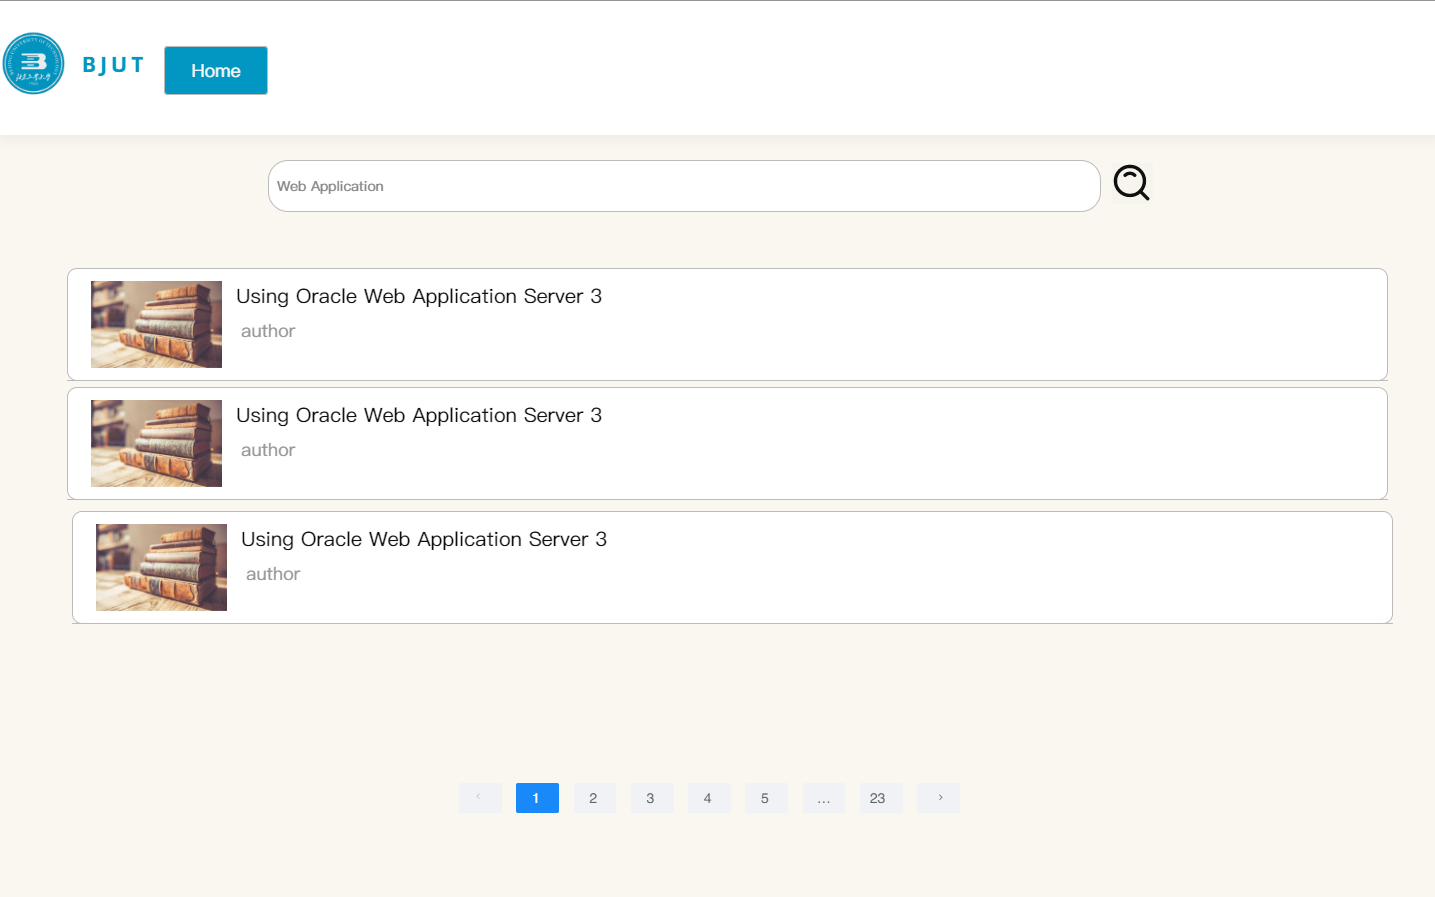 BJUT
Home
Web Application
Using Oracle Web Application Server 3
author
Using Oracle Web Application Server 3
author
Using Oracle Web Application Server 3
author
‹ 1 2 3 4 5 ... 23 ›